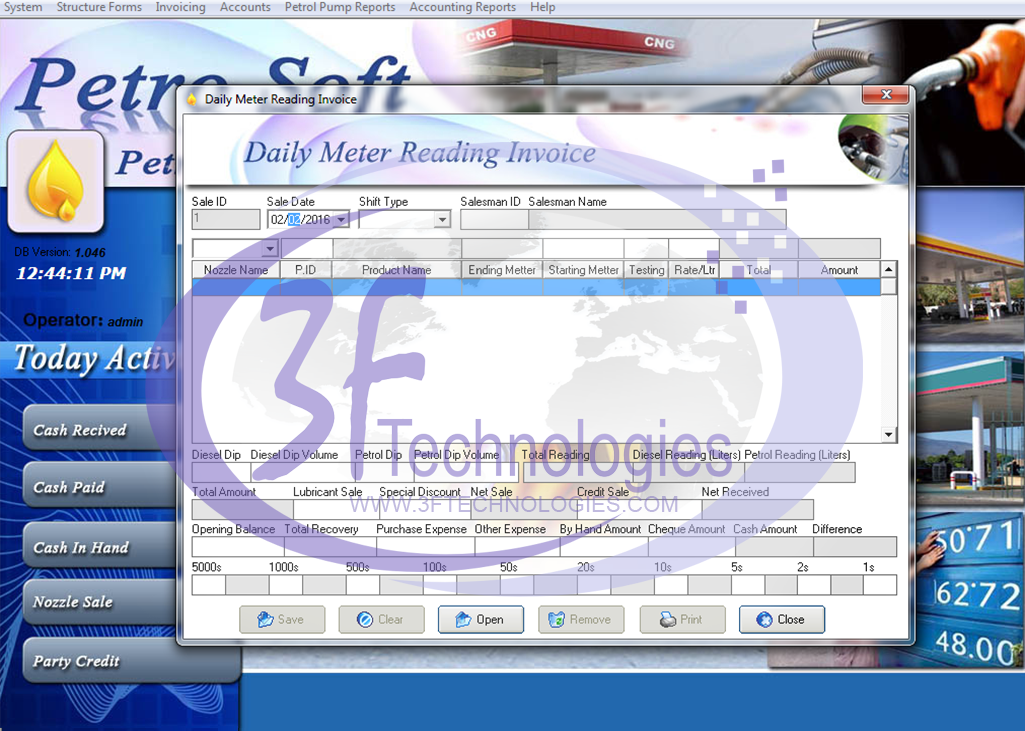 System Structure Forms Invoicing Accounts Petrol Pump Reports Accounting Reports Help
CNG CNG
Petro Soft
Daily Meter Reading Invoice
Daily Meter Reading Invoice
DB Version: 1.046
12:44:11 PM
Operator: admin
Today Activ
Cash Recived
Cash Paid
Cash In Hand
Nozzle Sale
Party Credit
Sale ID Sale Date Shift Type Salesman ID Salesman Name
1 02/02/2016
Nozzle Name P.ID Product Name Ending Metter Starting Metter Testing Rate/Ltr Total Amount
3F Technologies
WWW.3FTECHNOLOGIES.COM
Diesel Dip Diesel Dip Volume Petrol Dip Petrol Dip Volume Total Reading Diesel Reading (Liters) Petrol Reading (Liters)
Total Amount Lubricant Sale Special Discount Net Sale Credit Sale Net Received
Opening Balance Total Recovery Purchase Expense Other Expense By Hand Amount Cheque Amount Cash Amount Difference
5000s 1000s 500s 100s 50s 20s 10s 5s 2s 1s
Save Clear Open Remove Print Close
50.71
62.72
48.00